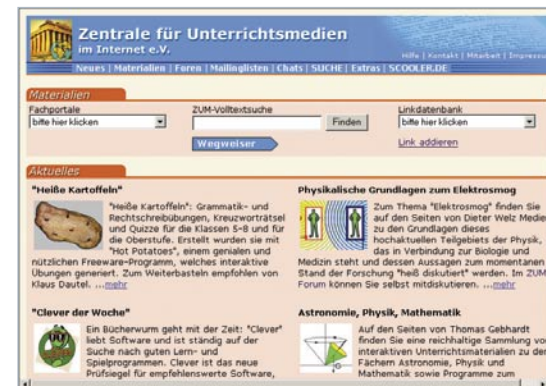 Zentrale für Unterrichtsmedien
im Internet e.V.
Hilfe | Kontakt | Mitarbeit | Impressu
Neues | Materialien | Foren | Mailinglisten | Chats | SUCHE | Extras | SCOOLER.DE
Materialien
Fachportale
bitte hier klicken
ZUM-Volltextsuche
Finden
Wegweiser
Linkdatenbank
bitte hier klicken
Link addieren
Aktuelles
"Heiße Kartoffeln"
"Heiße Kartoffeln": Grammatik- und
Rechtschreibübungen, Kreuzworträtsel
und Quizze für die Klassen 5-8 und für
die Oberstufe. Erstellt wurden sie mit
"Hot Potatoes", einem genialen und
nützlichen Freeware-Programm, welches interaktive
Übungen generiert. Zum Weiterbasteln empfohlen von
Klaus Dautel. ...mehr
Physikalische Grundlagen zum Elektrosmog
Zum Thema "Elektrosmog" finden Sie
auf den Seiten von Dieter Welz Medie
zu den Grundlagen dieses
hochaktuellen Teilgebiets der Physik,
das in Verbindung zur Biologie und
Medizin steht und dessen Aussagen zum momentanen
Stand der Forschung "heiß diskutiert" werden. Im ZUM
Forum können Sie selbst mitdiskutieren. ...mehr
"Clever der Woche"
Ein Bücherwurm geht mit der Zeit: "Clever"
liebt Software und ist ständig auf der
Suche nach guten Lern- und
Spielprogrammen. Clever ist das neue
Prüfsiegel für empfehlenswerte Software,
Astronomie, Physik, Mathematik
Auf den Seiten von Thomas Gebhardt
finden Sie eine reichhaltige Sammlung vo
interaktiven Unterrichtsmaterialien zu der
Fächern Astronomie, Physik und
Mathematik sowie Programme zum